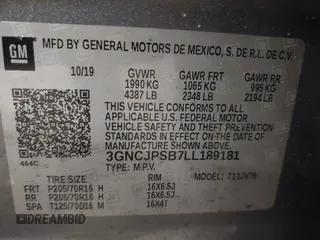 GM
MFD BY GENERAL MOTORS DE MEXICO, S. DE R.L. DE C.V.
10/19 GVWR GAWR FRT GAWR RR
1990 KG 1065 KG 995 KG
4387 LB 2348 LB 2194 LB
THIS VEHICLE CONFORMS TO ALL
APPLICABLE U.S. FEDERAL MOTOR
VEHICLE SAFETY, BUMPER, AND THEFT
PREVENTION STANDARDS IN EFFECT ON THE
DATE OF MANUFACTURE SHOWN ABOVE.
3GNCJPSB7LL189181
464C TYPE: M.P.V. MODEL:
TIRE SIZE RIM
FRT P205/70R16 H 16X6.5J
RR P205/70R16 H 16X6.5J
SPA T125/70D16 M 16X4T
DREAMBID